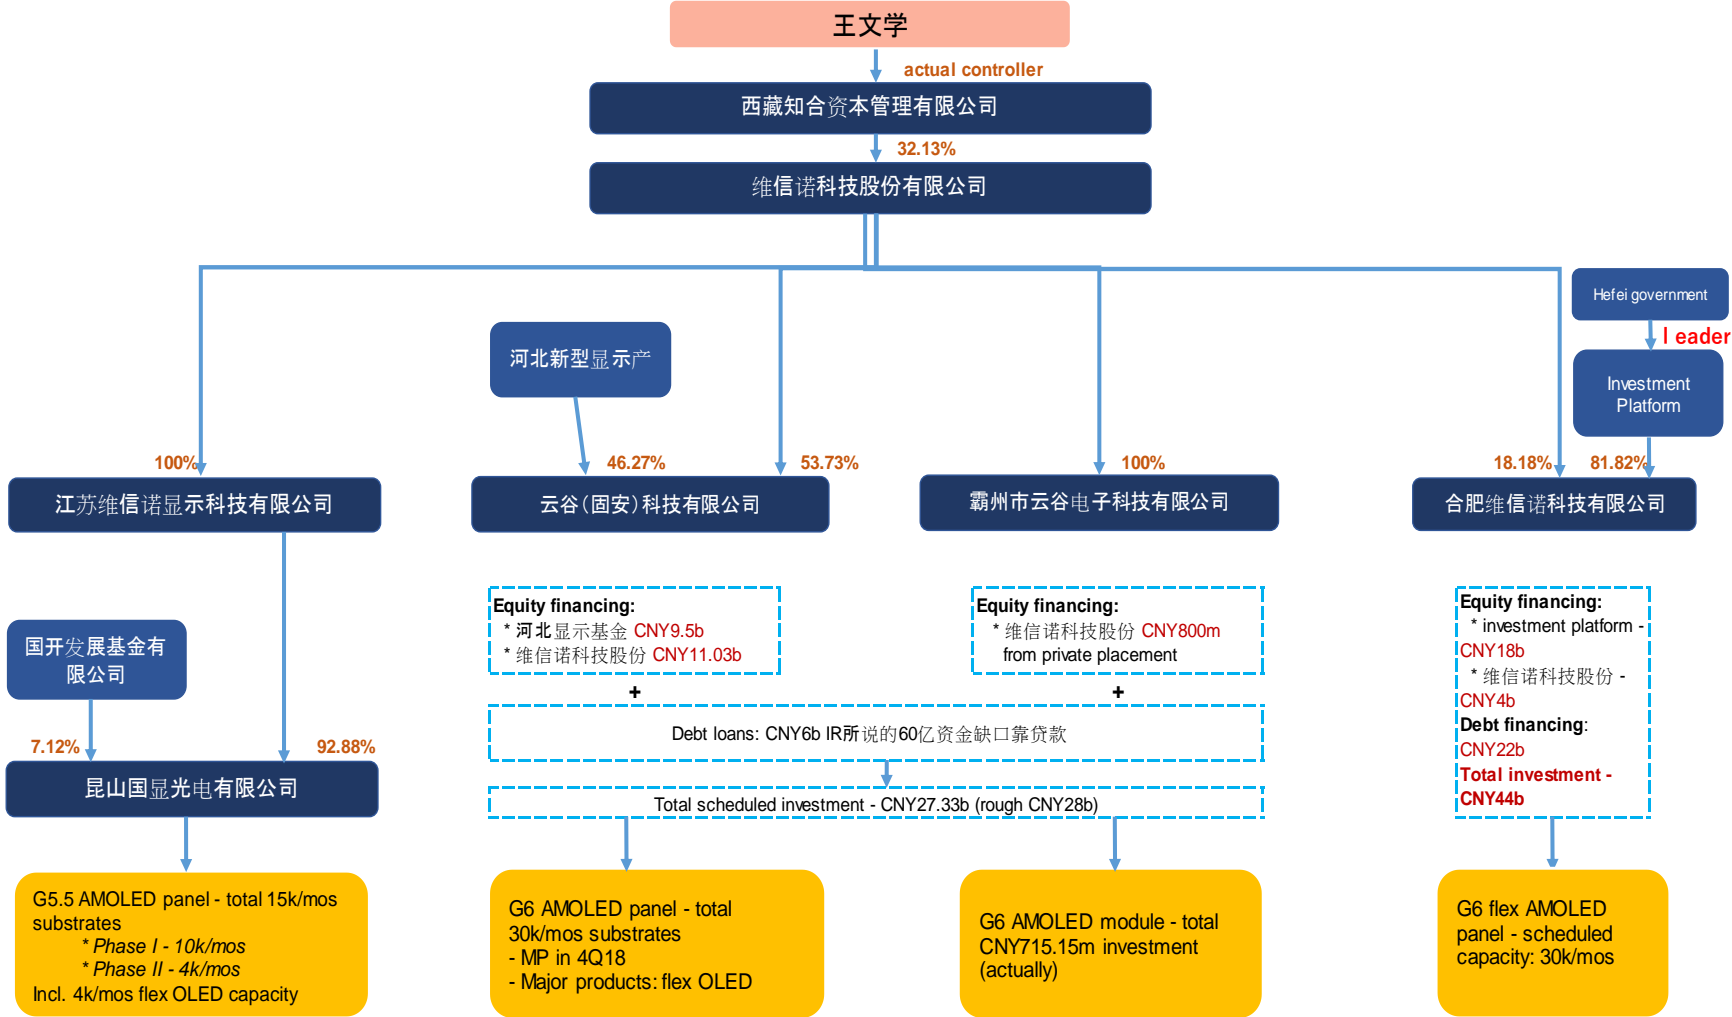 王文学
actual controller
西藏知合资本管理有限公司
32.13%
维信诺科技股份有限公司
Hefei government
l eader
Investment
Platform
河北新型显示产
100%
46.27%
53.73%
100%
18.18%
81.82%
江苏维信诺显示科技有限公司
云谷（固安）科技有限公司
霸州市云谷电子科技有限公司
合肥维信诺科技有限公司
国开发展基金有
限公司
7.12%
92.88%
昆山国显光电有限公司
Equity financing:
* 河北显示基金 CNY9.5b
* 维信诺科技股份 CNY11.03b
+
Equity financing:
* 维信诺科技股份 CNY800m
from private placement
+
Debt loans: CNY6b IR所说的60亿资金缺口靠贷款
Total scheduled investment - CNY27.33b (rough CNY28b)
Equity financing:
* investment platform -
CNY18b
* 维信诺科技股份 -
CNY4b
Debt financing:
CNY22b
Total investment -
CNY44b
G5.5 AMOLED panel - total 15k/mos
substrates
* Phase I - 10k/mos
* Phase II - 4k/mos
Incl. 4k/mos flex OLED capacity
G6 AMOLED panel - total
30k/mos substrates
- MP in 4Q18
- Major products: flex OLED
G6 AMOLED module - total
CNY715.15m investment
(actually)
G6 flex AMOLED
panel - scheduled
capacity: 30k/mos